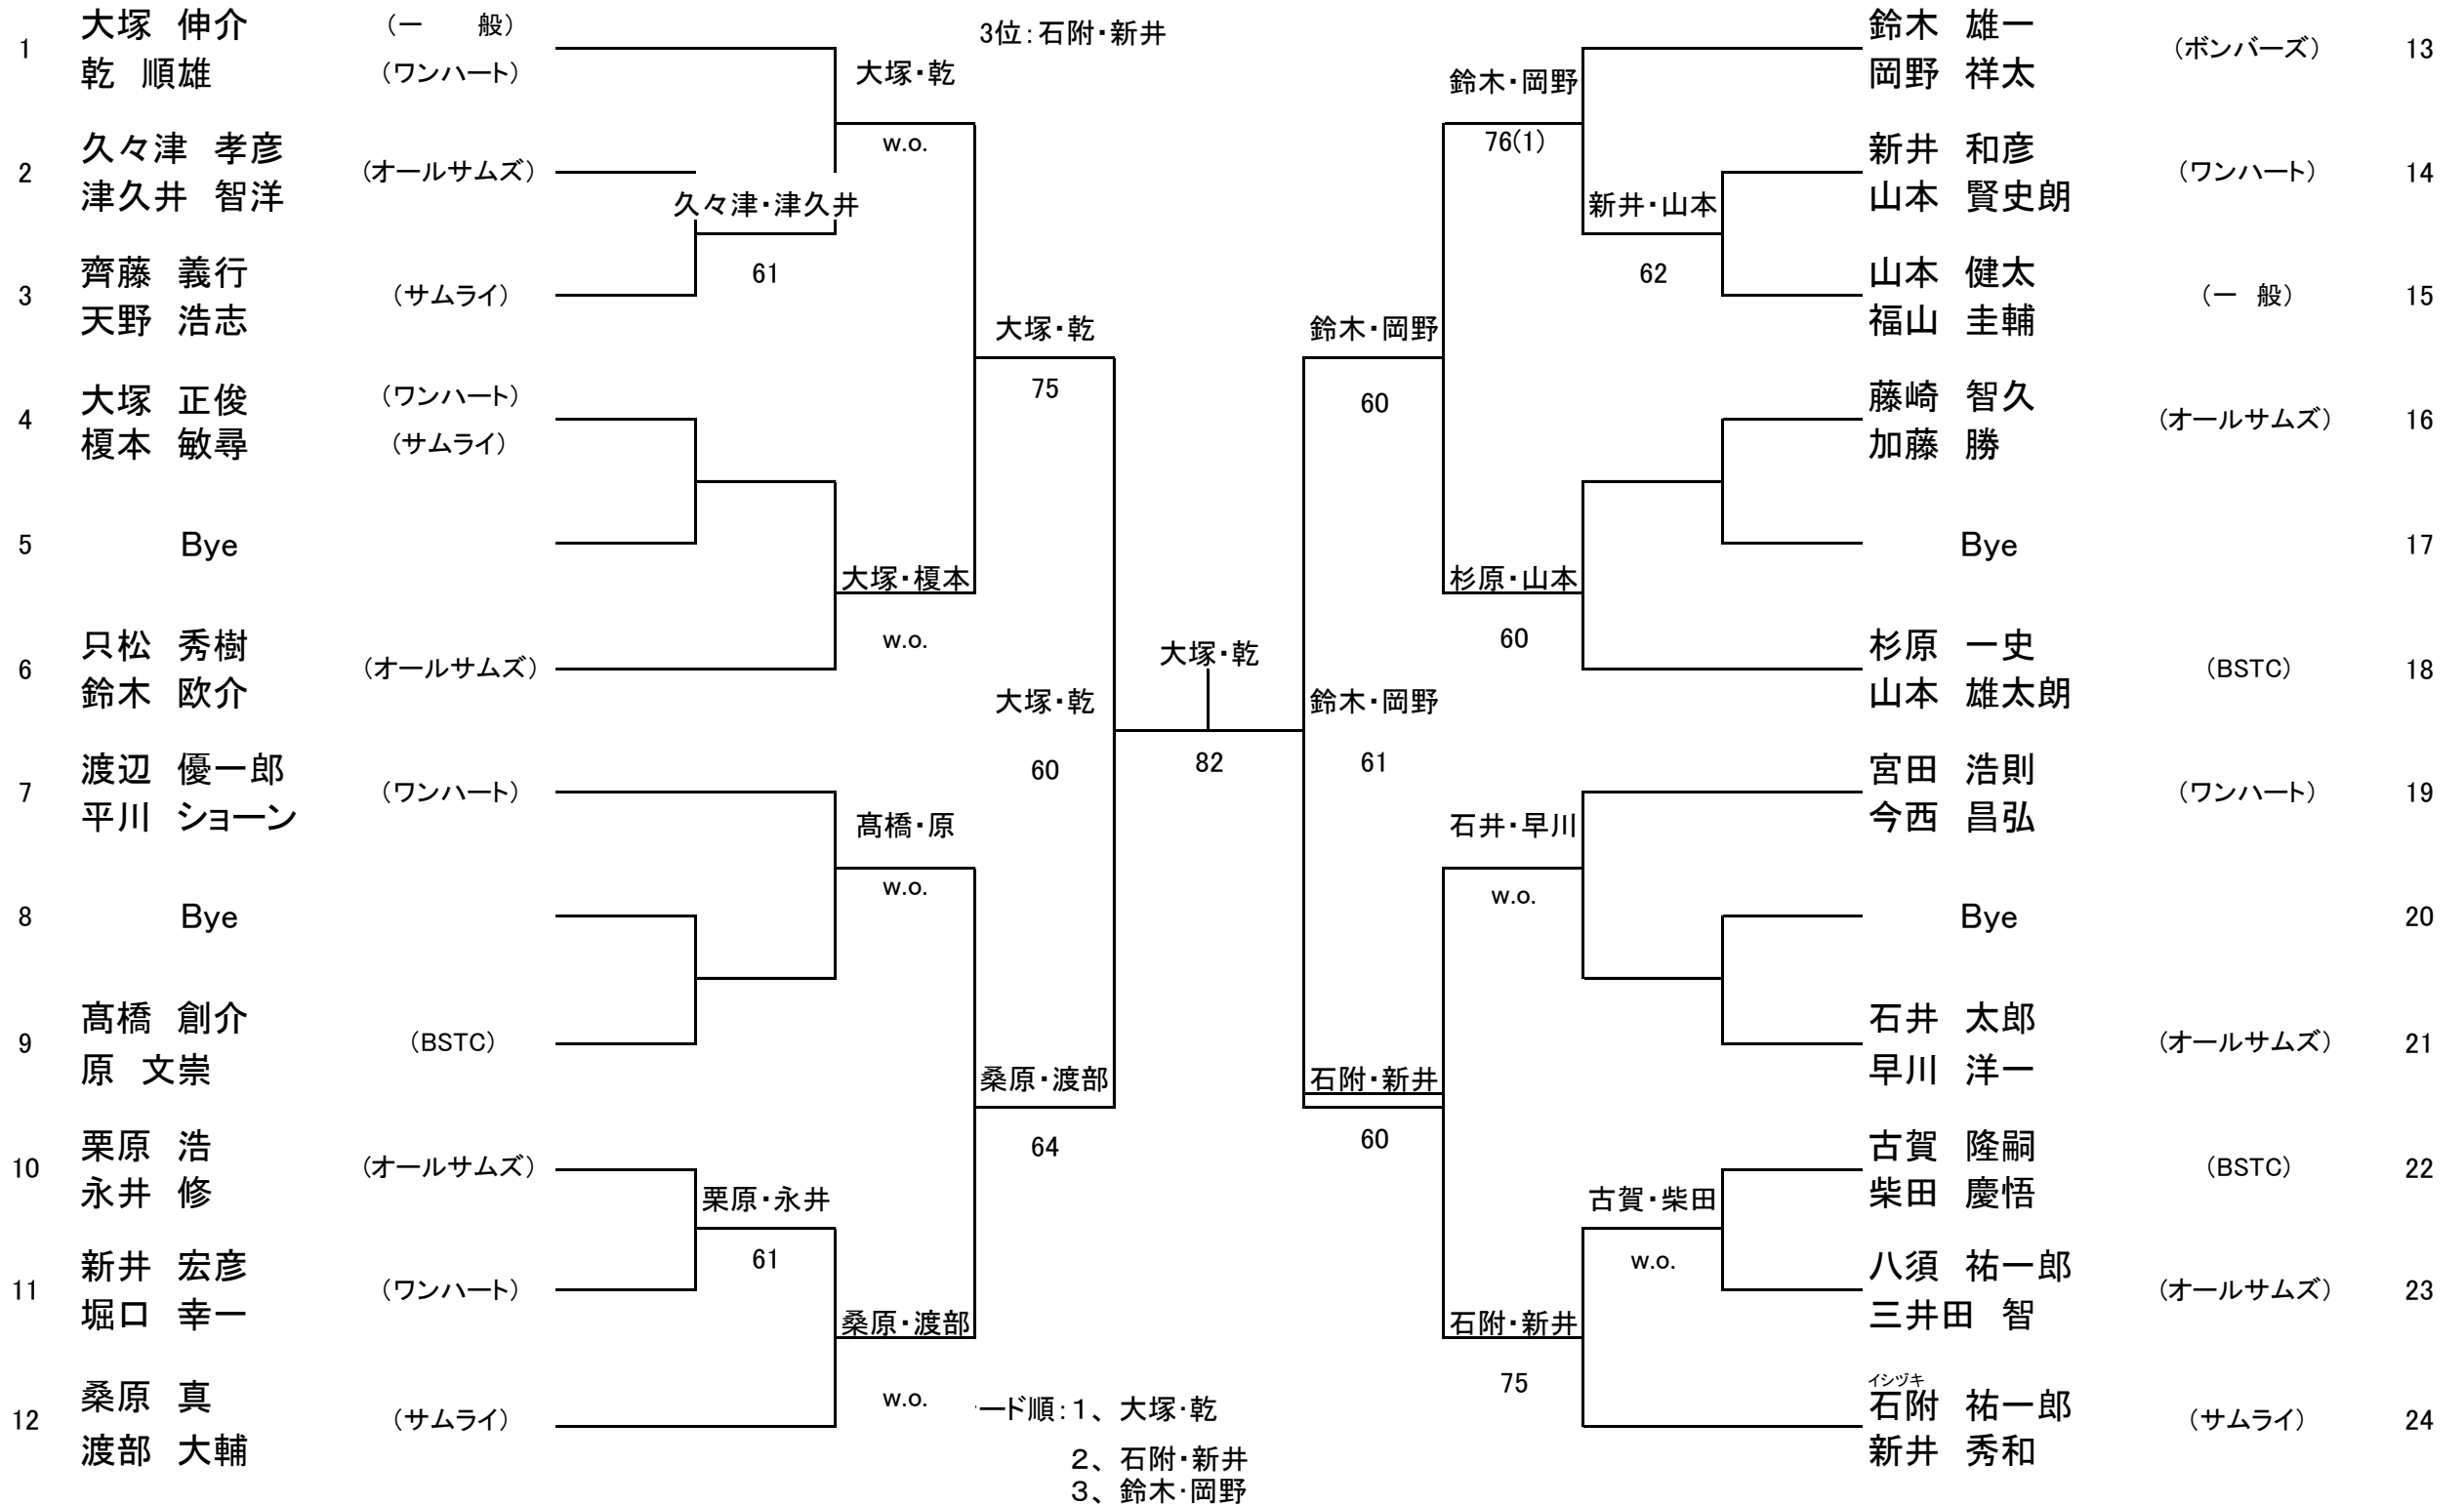 3位：石附・新井
1
大塚　伸介
（一　般）
乾　順雄
（ワンハート）
2
久々津　孝彦
津久井　智洋
（オールサムズ）
3
齊藤　義行
天野　浩志
（サムライ）
4
大塚　正俊
（ワンハート）
榎本　敏尋
（サムライ）
5
Bye
6
只松　秀樹
鈴木　欧介
（オールサムズ）
7
渡辺　優一郎
平川　ショーン
（ワンハート）
8
Bye
9
髙橋　創介
原　文崇
（BSTC）
10
栗原　浩
永井　修
（オールサムズ）
11
新井　宏彦
堀口　幸一
（ワンハート）
12
桑原　真
渡部　大輔
（サムライ）
久々津・津久井
61
栗原・永井
61
大塚・乾
w.o.
大塚・榎本
w.o.
髙橋・原
w.o.
桑原・渡部
w.o.
大塚・乾
75
桑原・渡部
64
大塚・乾
60
大塚・乾
82
鈴木・岡野
61
鈴木・岡野
60
石附・新井
60
鈴木・岡野
76(1)
杉原・山本
60
石井・早川
w.o.
石附・新井
75
新井・山本
62
古賀・柴田
w.o.
鈴木　雄一
岡野　祥太
（ボンバーズ）
13
新井　和彦
山本　賢史朗
（ワンハート）
14
山本　健太
福山　圭輔
（一　般）
15
藤崎　智久
加藤　勝
（オールサムズ）
16
Bye
17
杉原　一史
山本　雄太朗
（BSTC）
18
宮田　浩則
今西　昌弘
（ワンハート）
19
Bye
20
石井　太郎
早川　洋一
（オールサムズ）
21
古賀　隆嗣
柴田　慶悟
（BSTC）
22
八須　祐一郎
三井田　智
（オールサムズ）
23
イシヅキ
石附　祐一郎
新井　秀和
（サムライ）
24
ード順：１、大塚・乾
２、石附・新井
３、鈴木・岡野